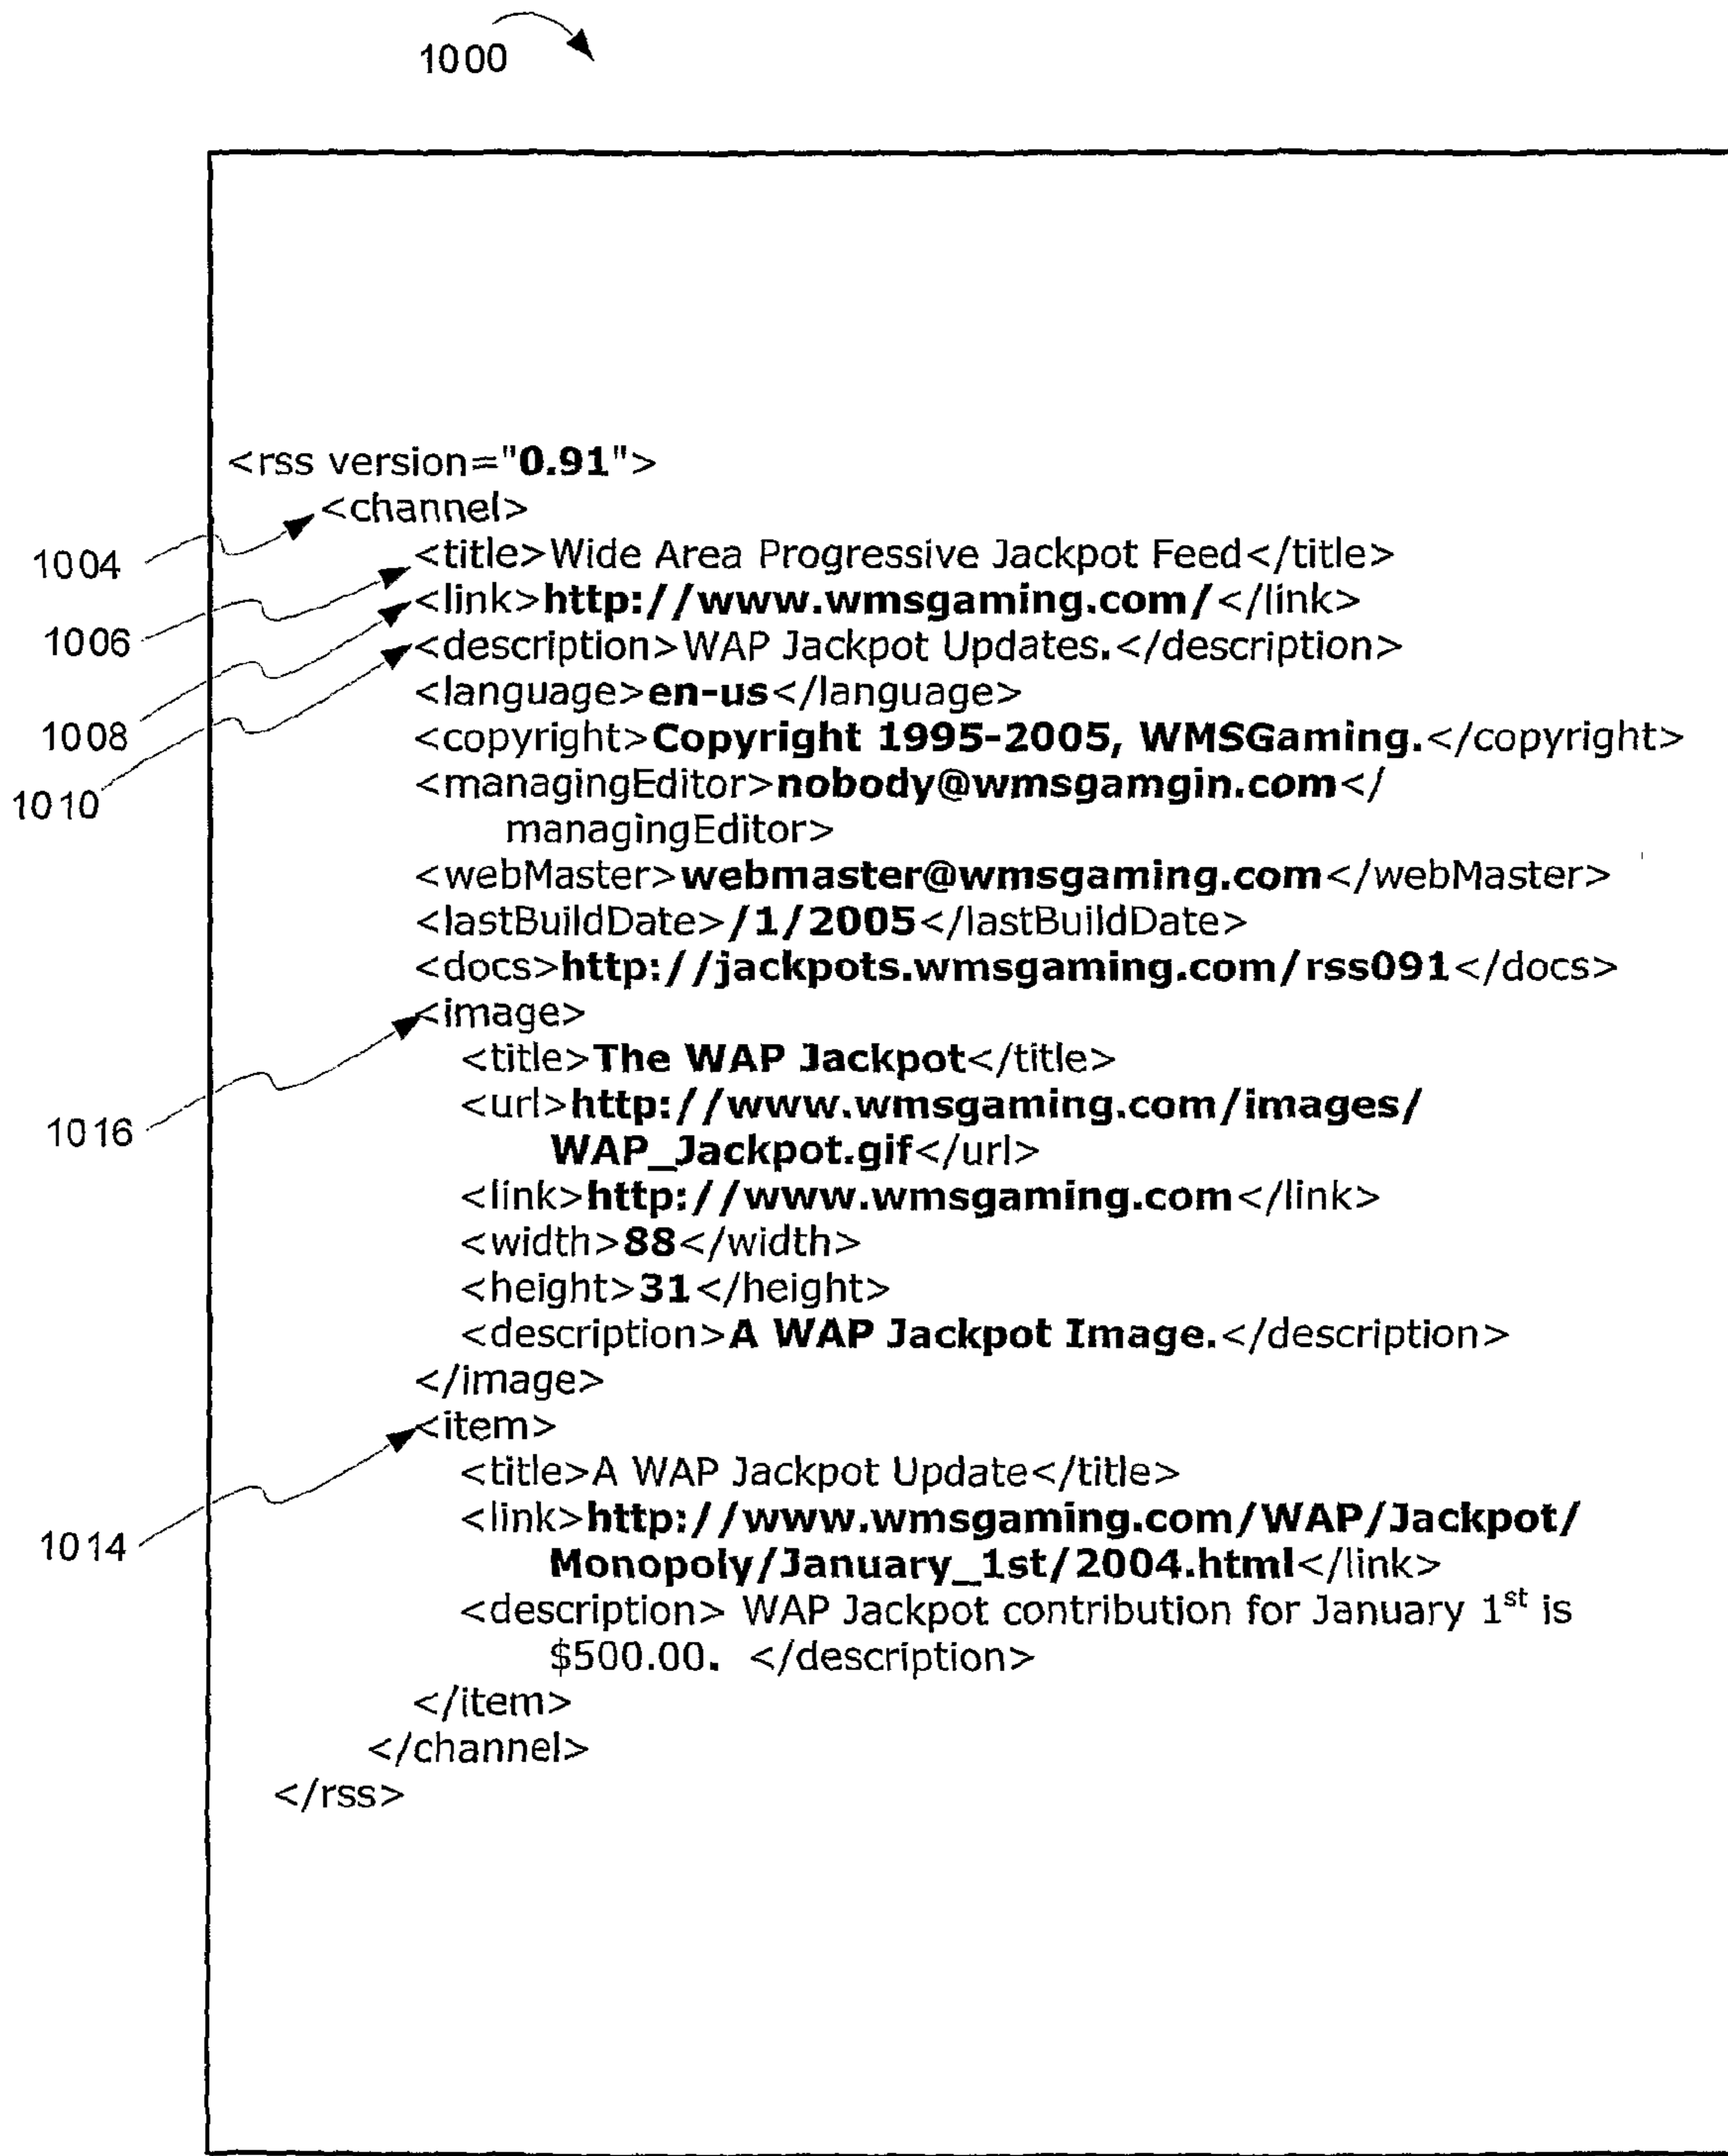 1000
<rss version="0.91">
<channel>
1004
<title>Wide Area Progressive Jackpot Feed</title>
<link>http://www.wmsgaming.com/</link>
1006
<description>WAP Jackpot Updates.</description>
<language>en-us</language>
1008
<copyright>Copyright 1995-2005, WMSGaming.</copyright>
<managingEditor>nobody@wmsgamgin.com</
1010
managingEditor>
<webMaster>webmaster@wmsgaming.com</webMaster>
<lastBuildDate>/1/2005</lastBuildDate>
<docs>http://jackpots.wmsgaming.com/rss091</docs>
<image>
<title>The WAP Jackpot</title>
<url>http://www.wmsgaming.com/images/
1016
WAP_Jackpot.gif</url>
<link>http://www.wmsgaming.com</link>
<width>88</width>
<height>31</height>
<description>A WAP Jackpot Image.</description>
</image>
<item>
<title>A WAP Jackpot Update</title>
<link>http://www.wmsgaming.com/WAP/Jackpot/
1014
Monopoly/January_1st/2004.html</link>
<description> WAP Jackpot contribution for January 1st is
$500.00. </description>
</item>
</channel>
</rss>